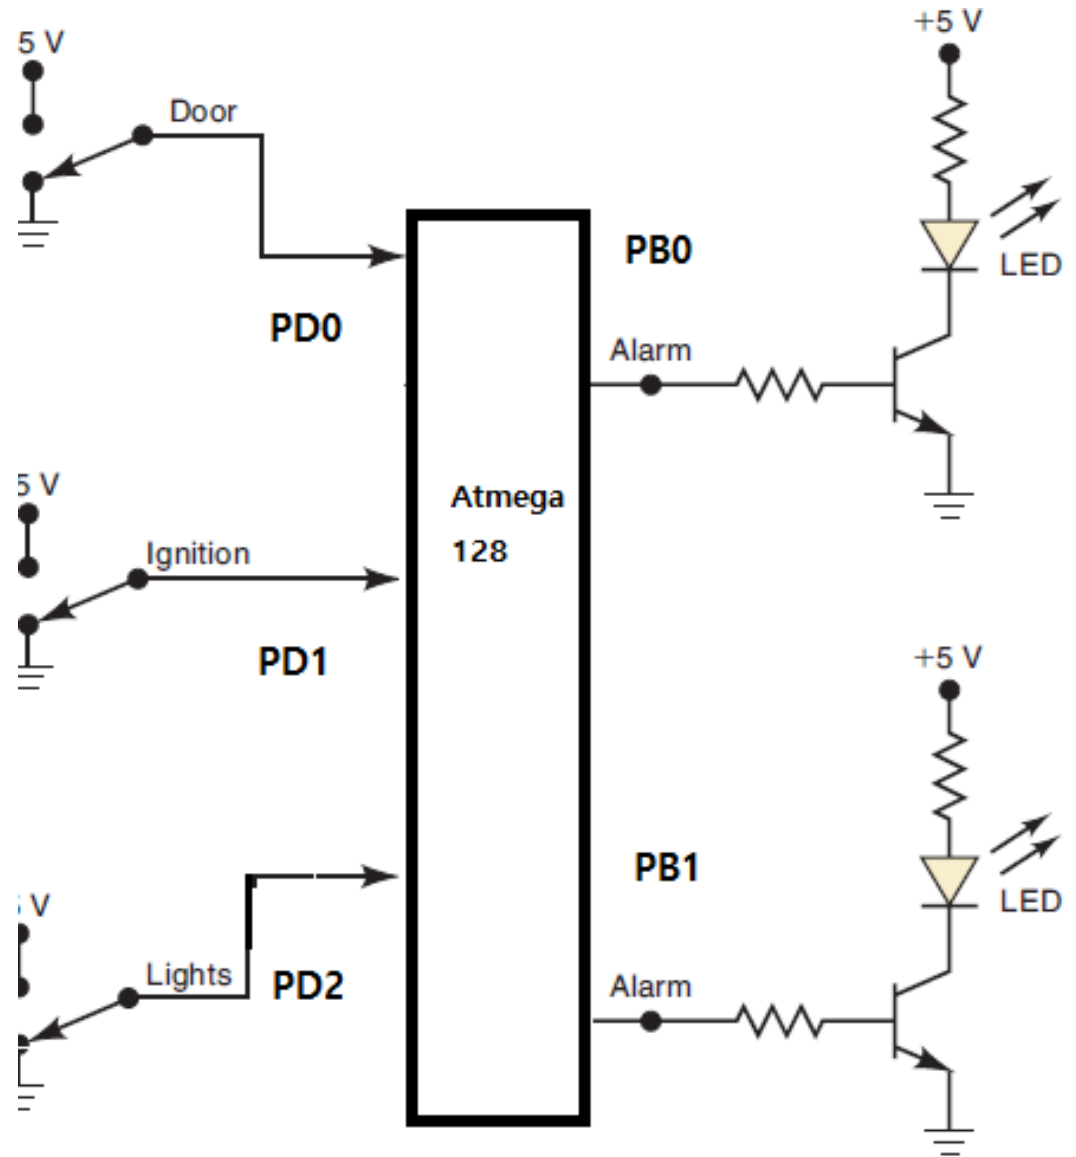 5 V
Door
PD0
5 V
Ignition
PD1
V
Lights
PD2
Atmega
128
+5 V
PB0
LED
Alarm
+5 V
PB1
LED
Alarm